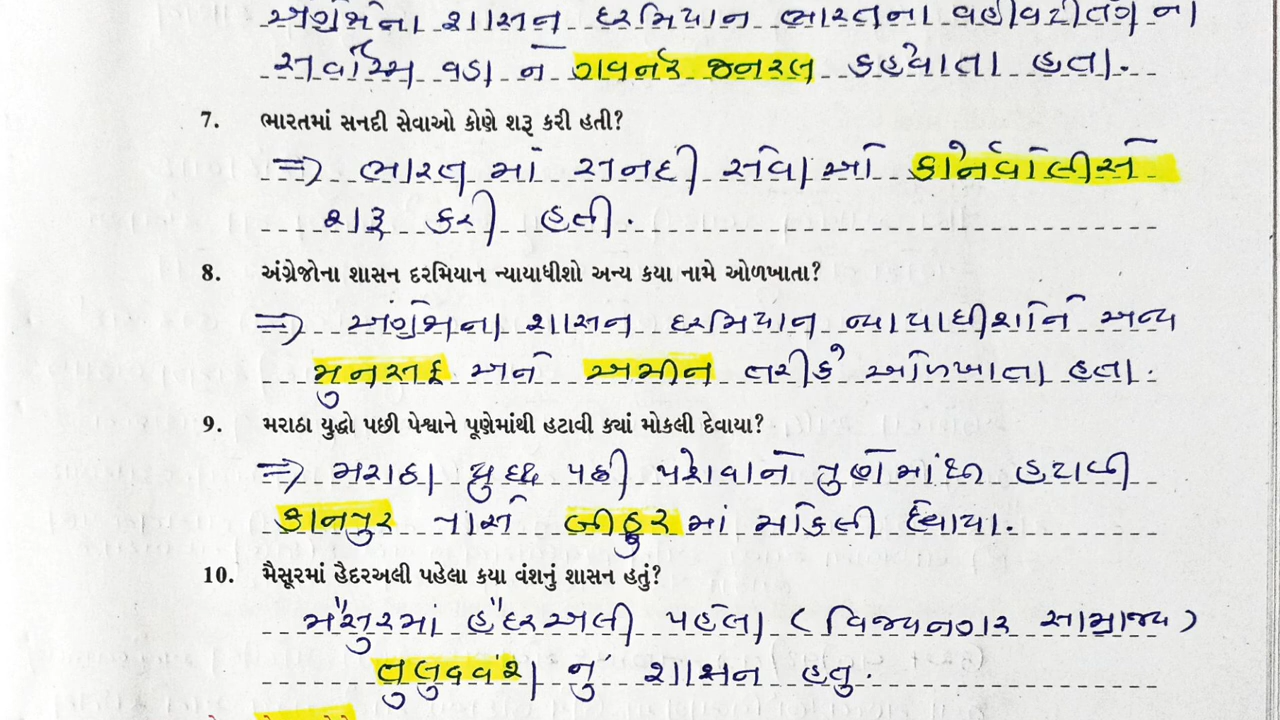 અંગ્રેજોના શાસન દરમિયાન ભારતના વહીવટીતંત્ર ના
સર્વોચ્ચ વડા ને ગવર્નર જનરલ કહેવાતા હતા.
7. ભારતમાં સનદી સેવાઓ કોણે શરૂ કરી હતી?
⇒ ભારત માં સનદી સેવાઓ કોર્નવોલીસે
શરૂ કરી હતી.
8. અંગ્રેજોના શાસન દરમિયાન ન્યાયાધીશો અન્ય કયા નામે ઓળખાતા?
⇒ અંગ્રેજોના શાસન દરમિયાન ન્યાયાધીશોને અન્ય
મુનસફ અને અમીન તરીકે ઓળખાતા હતા.
9. મરાઠા યુદ્ધો પછી પેશ્વાને પૂણેમાંથી હટાવી ક્યાં મોકલી દેવાયા?
⇒ મરાઠા યુદ્ધ પછી પેશવાને પુણેમાંથી હટાવી
કાનપુર પાસે બીઠુર માં મોકલી દેવાયા.
10. મૈસૂરમાં હૈદરઅલી પહેલા કયા વંશનું શાસન હતું?
મૈસુરમાં હૈદરઅલી પહેલા (વિજયનગર સામ્રાજ્ય)
નું શાસન હતુ.